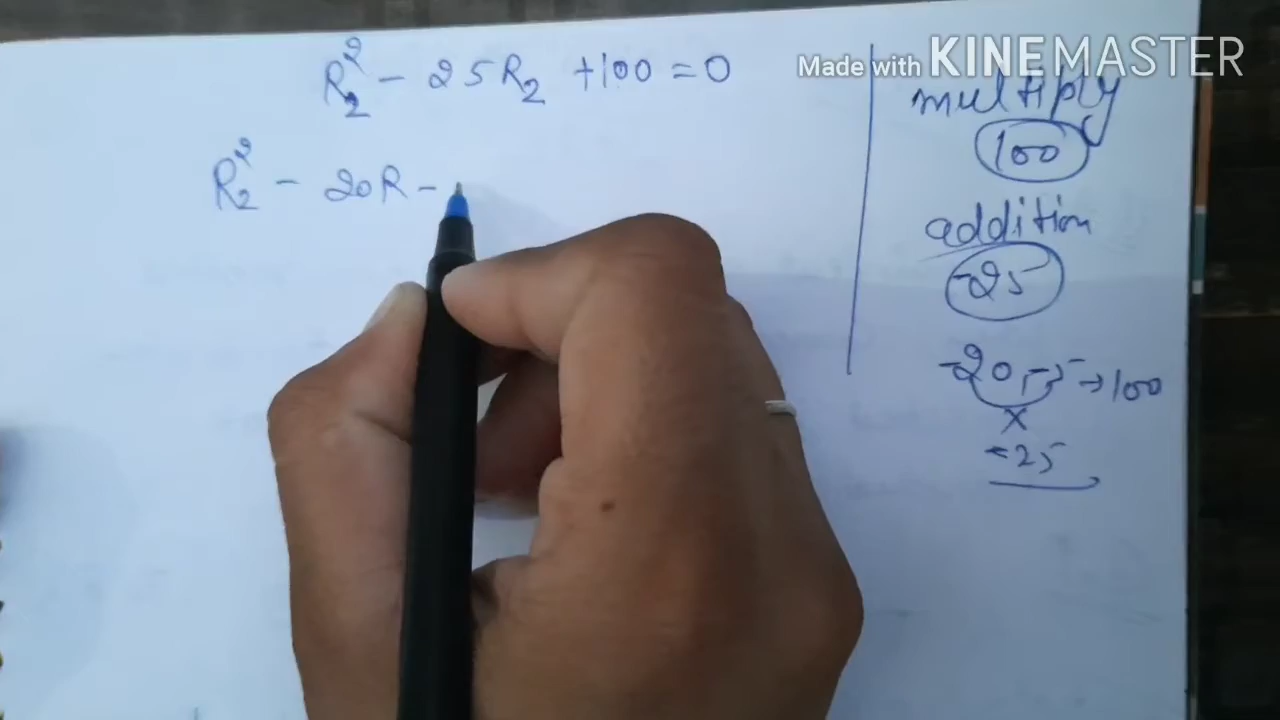 R₂² - 25R₂ +100 = 0
R₂² - 20R -
Made with KINEMASTER
multiply
100
addition
-25
-20, -5 → 100
x
-25